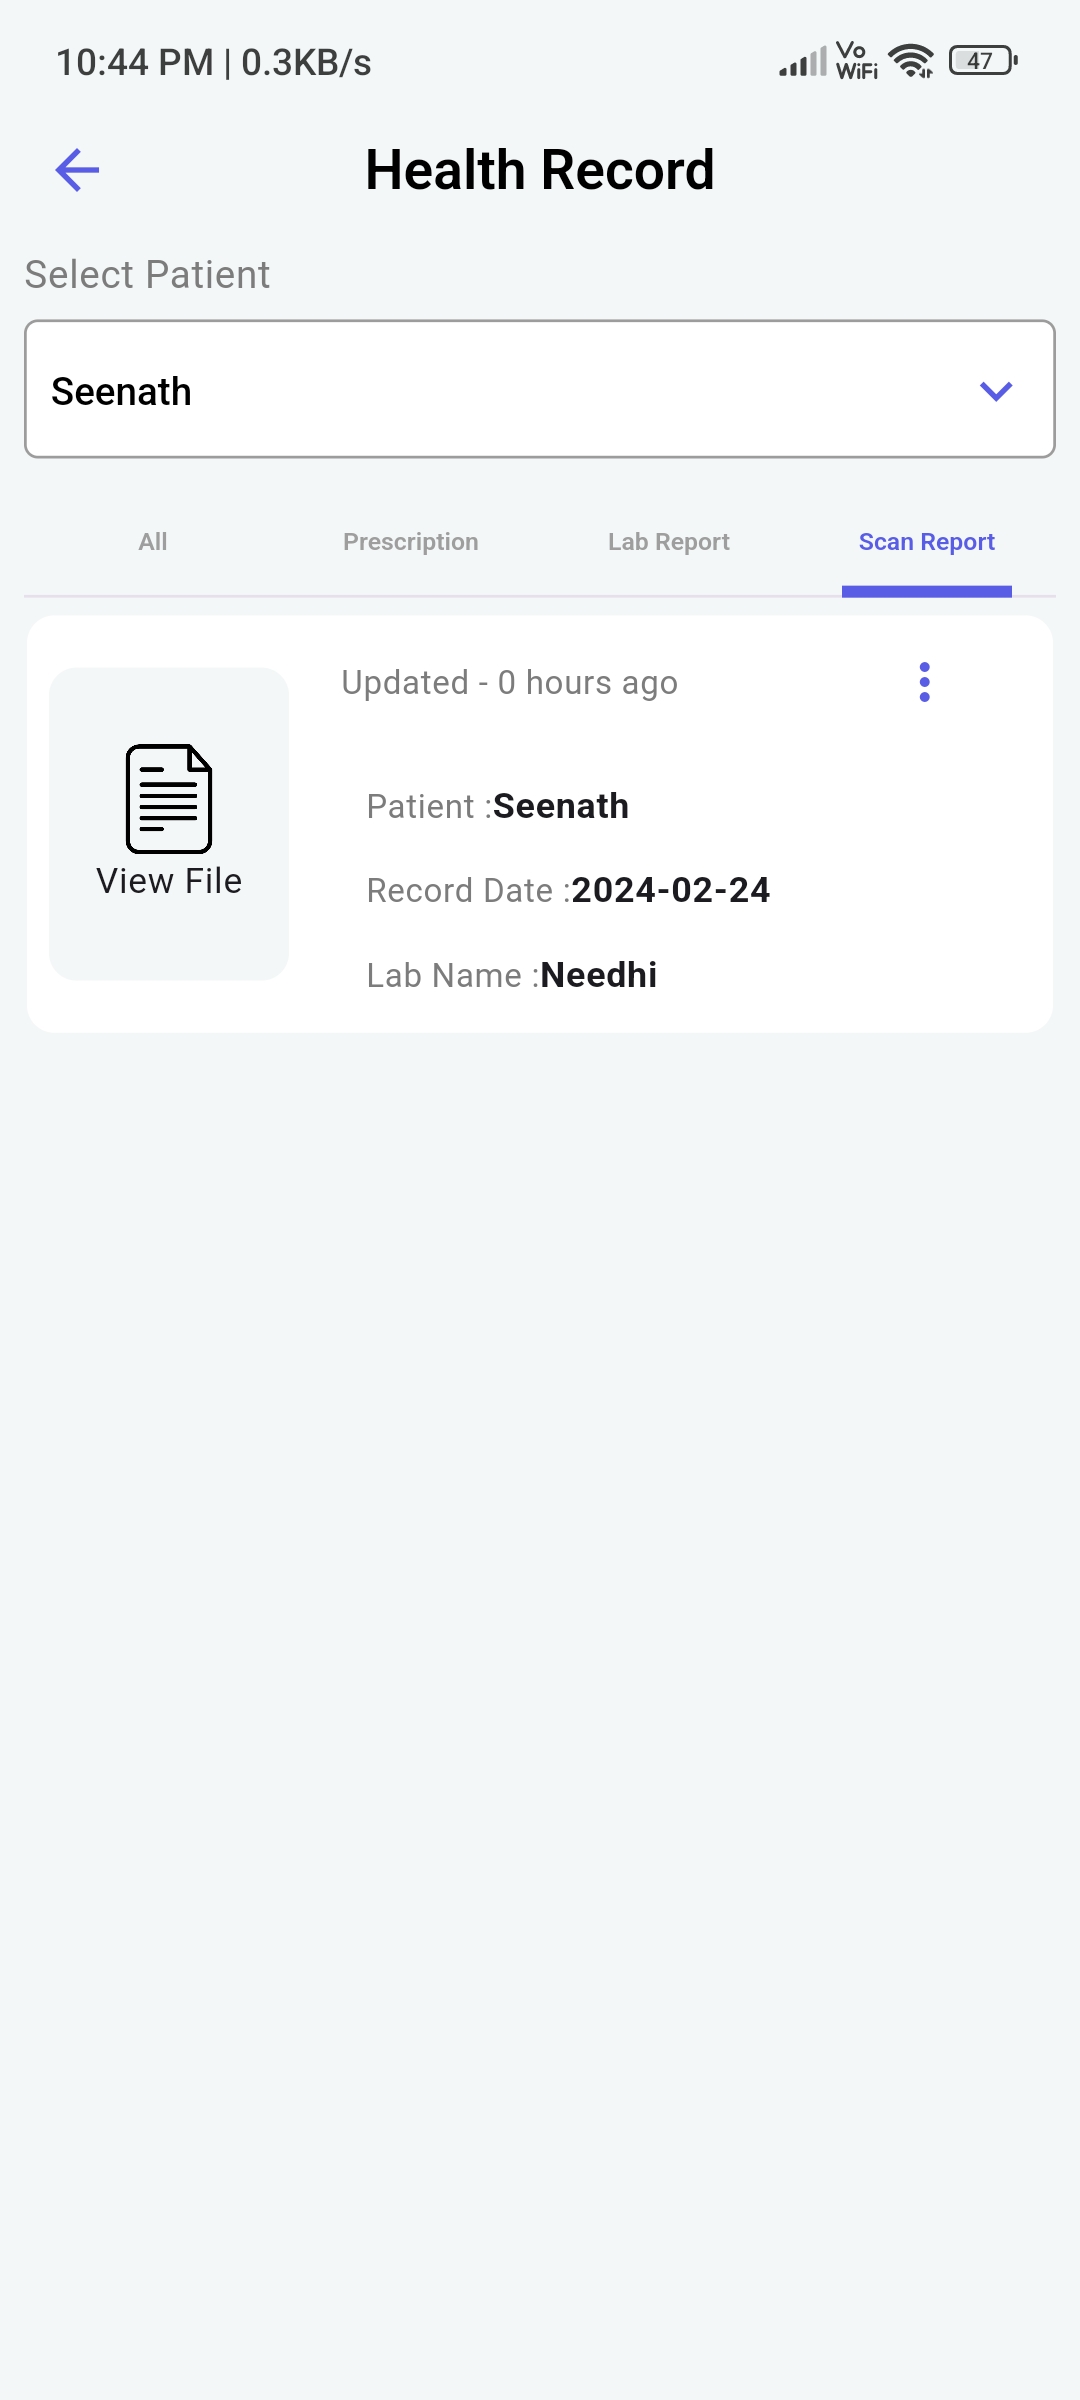 10:44 PM | 0.3KB/s Vo WiFi 47
Health Record
Select Patient
Seenath
All Prescription Lab Report Scan Report
Updated - 0 hours ago
Patient :Seenath
View File
Record Date :2024-02-24
Lab Name :Needhi